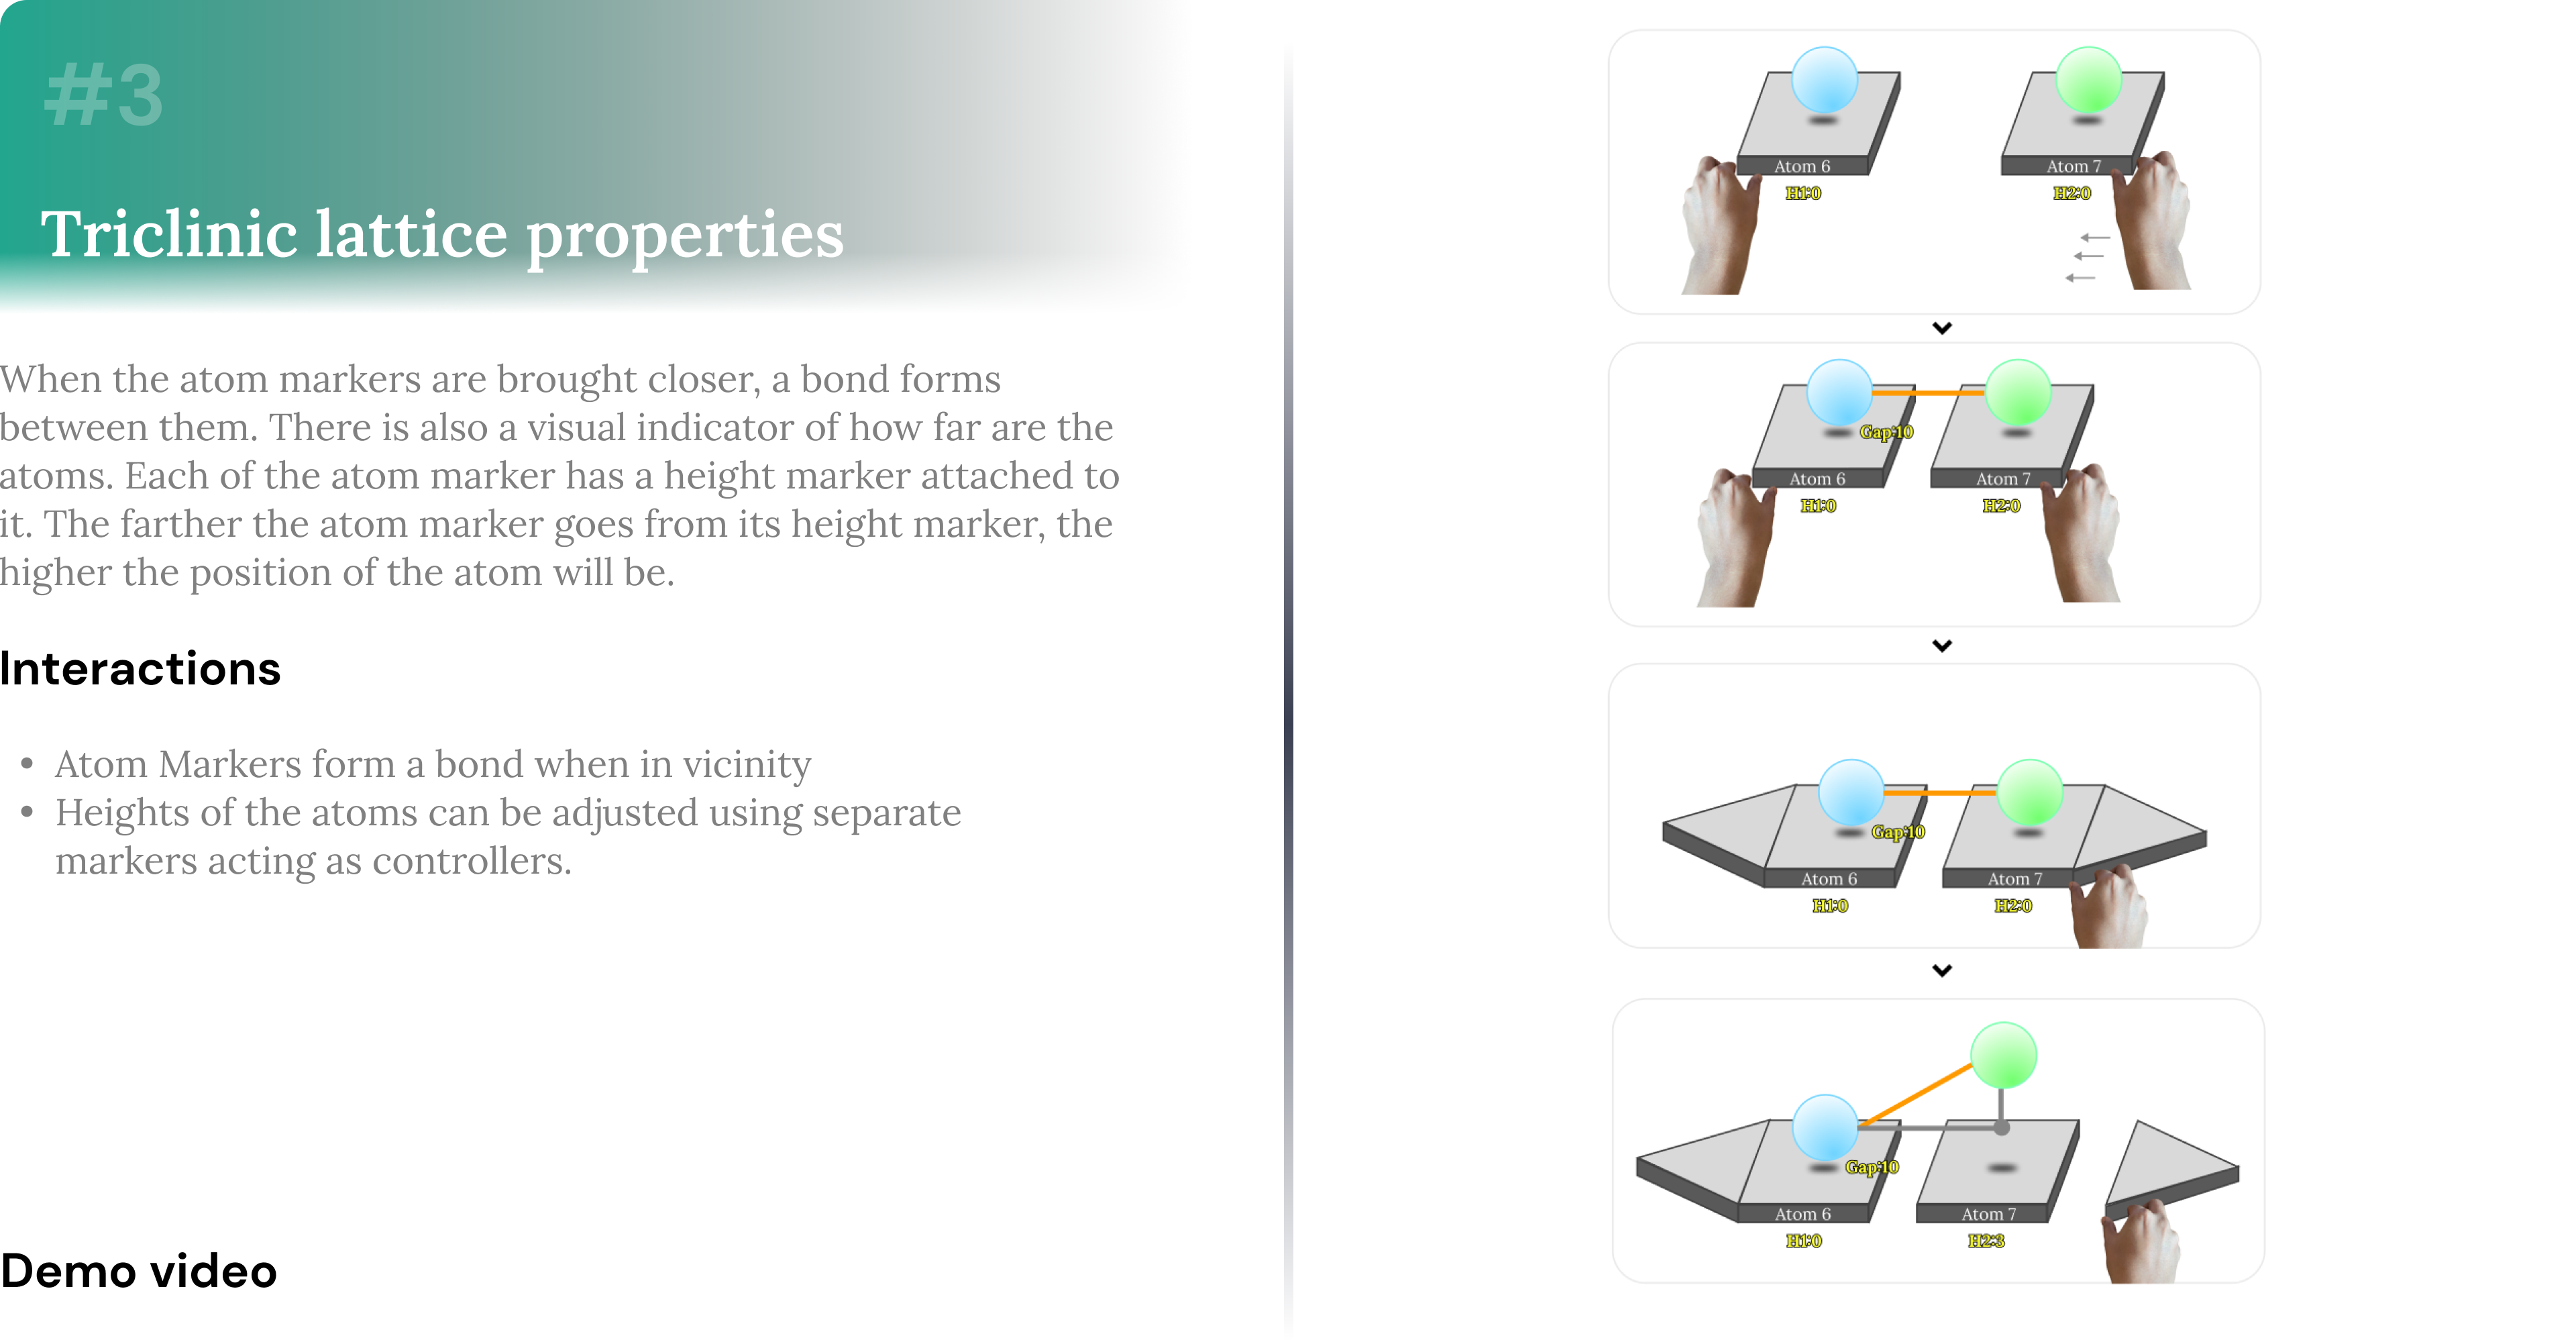 #3
Triclinic lattice properties
When the atom markers are brought closer, a bond forms
between them. There is also a visual indicator of how far are the
atoms. Each of the atom marker has a height marker attached to
it. The farther the atom marker goes from its height marker, the
higher the position of the atom will be.
Interactions
• Atom Markers form a bond when in vicinity
• Heights of the atoms can be adjusted using separate
markers acting as controllers.
Demo video
Atom 6
Atom 7
H1:0
H2:0
Gap:10
Atom 6
Atom 7
H1:0
H2:0
Gap:10
Atom 6
Atom 7
H1:0
H2:0
Gap:10
Atom 6
Atom 7
H1:0
H2:3